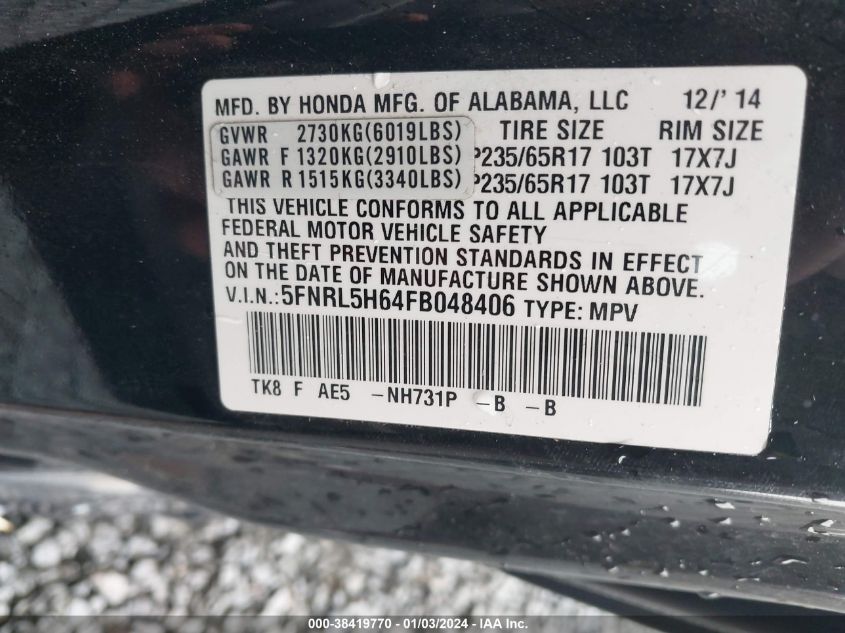 MFD. BY HONDA MFG. OF ALABAMA, LLC 12/' 14
GVWR 2730KG(6019LBS) TIRE SIZE RIM SIZE
GAWR F 1320KG(2910LBS) P235/65R17 103T 17X7J
GAWR R 1515KG(3340LBS) P235/65R17 103T 17X7J
THIS VEHICLE CONFORMS TO ALL APPLICABLE
FEDERAL MOTOR VEHICLE SAFETY
AND THEFT PREVENTION STANDARDS IN EFFECT
ON THE DATE OF MANUFACTURE SHOWN ABOVE.
V.I.N.:5FNRL5H64FB048406 TYPE: MPV
TK8 F AE5 -NH731P -B -B
000-38419770 - 01/03/2024 - IAA Inc.